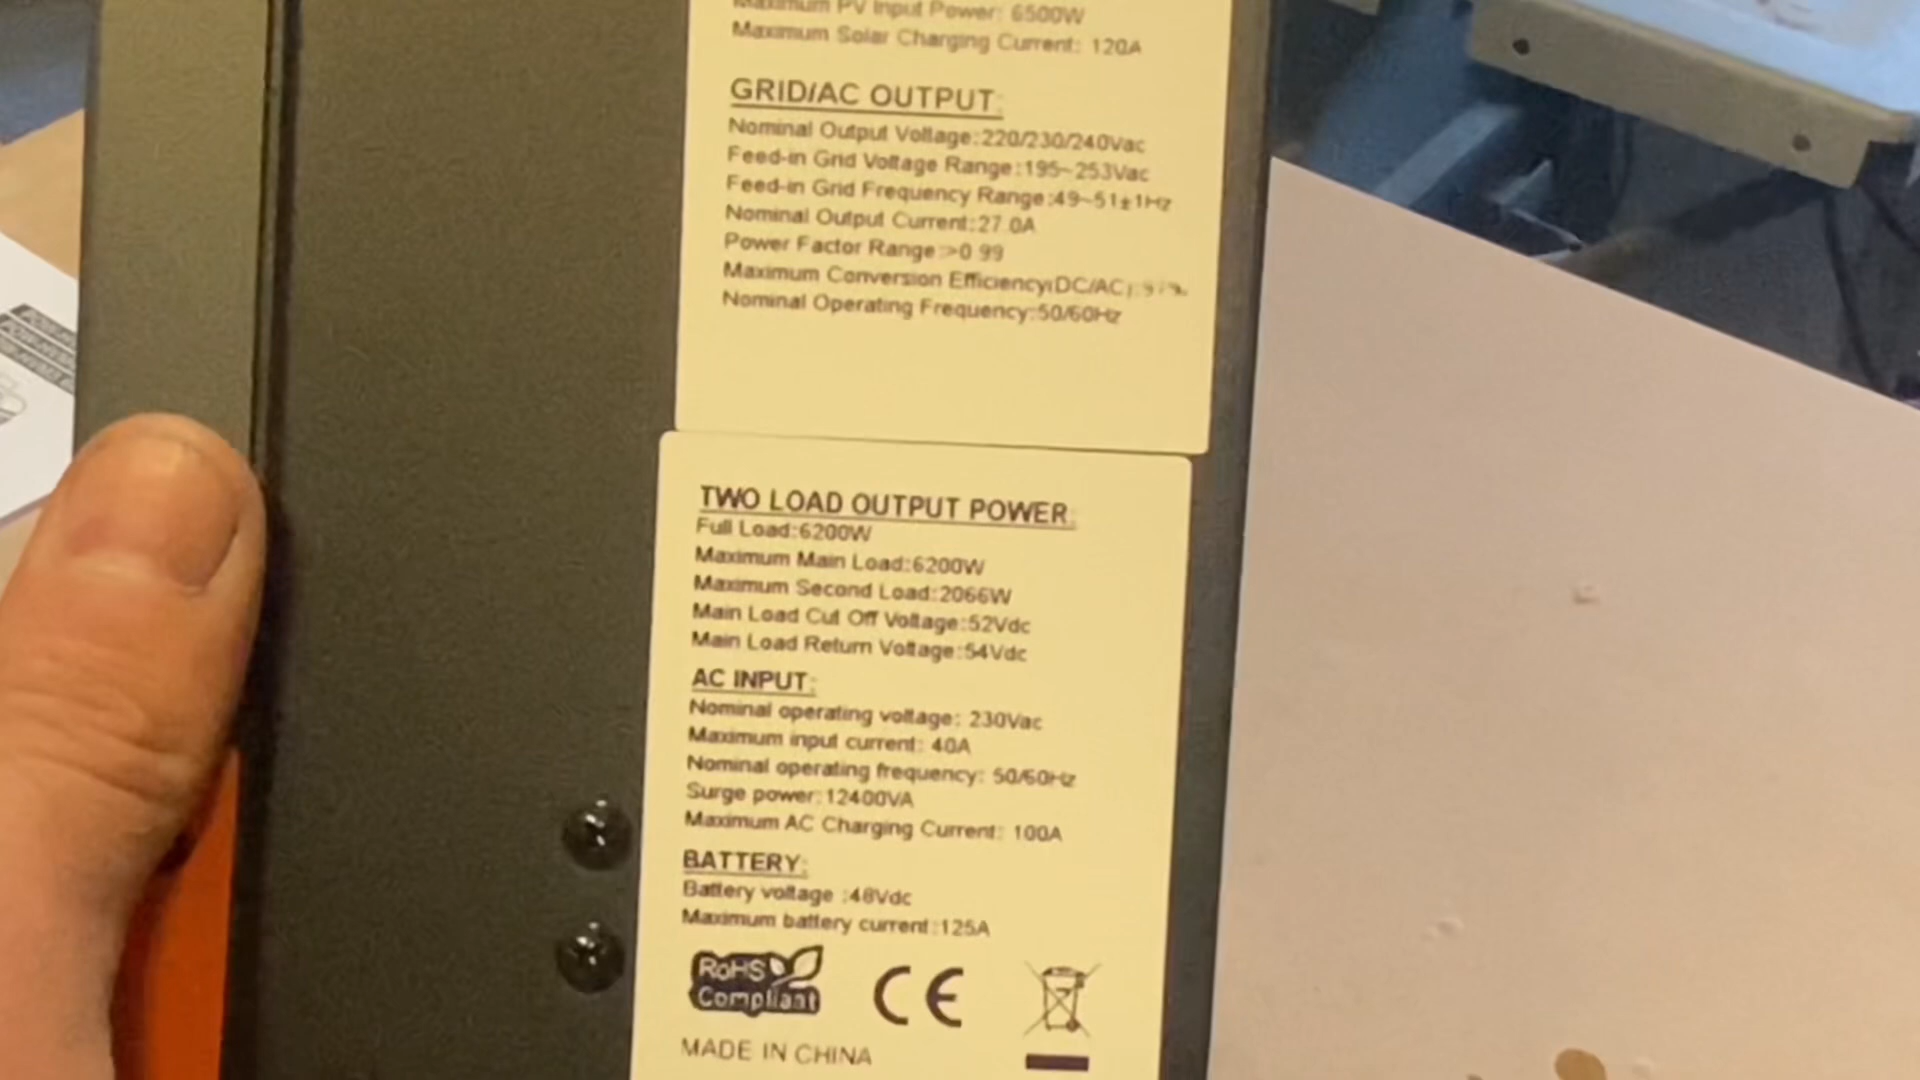 Maximum PV Input Power: 6500W
Maximum Solar Charging Current: 120A
GRID/AC OUTPUT:
Nominal Output Voltage:220/230/240Vac
Feed-in Grid Voltage Range:195~253Vac
Feed-in Grid Frequency Range:49~51±1Hz
Nominal Output Current:27.0A
Power Factor Range:>0.99
Maximum Conversion Efficiency(DC/AC):
Nominal Operating Frequency:50/60Hz
TWO LOAD OUTPUT POWER:
Full Load:6200W
Maximum Main Load:6200W
Maximum Second Load:2066W
Main Load Cut Off Voltage:52Vdc
Main Load Return Voltage:54Vdc
AC INPUT:
Nominal operating voltage: 230Vac
Maximum input current: 40A
Nominal operating frequency: 50/60Hz
Surge power:12400VA
Maximum AC Charging Current: 100A
BATTERY:
Battery voltage :48Vdc
Maximum battery current:125A
RoHS
Compliant
CE
MADE IN CHINA